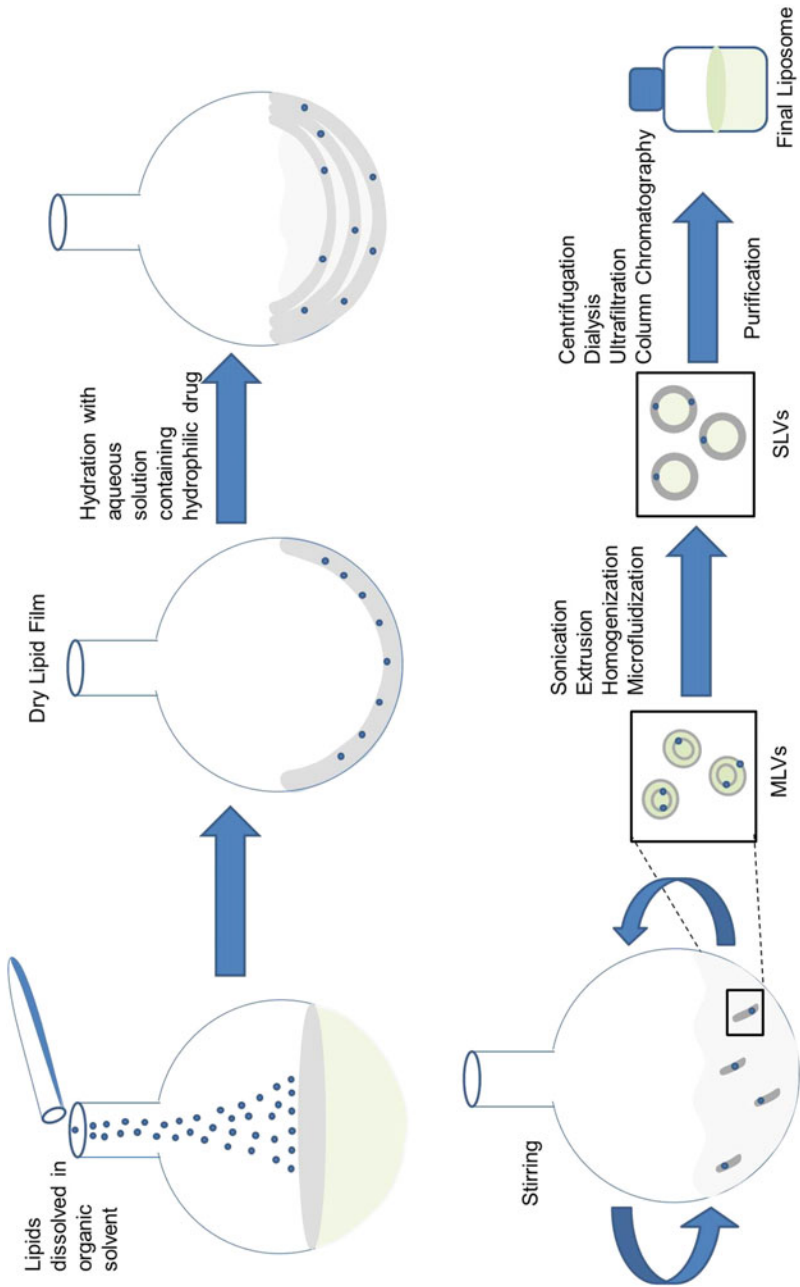 Lipids
dissolved in
organic
solvent
Dry Lipid Film
Hydration with
aqueous
solution
containing
hydrophilic drug
Stirring
MLVs
Sonication
Extrusion
Homogenization
Microfluidization
SLVs
Centrifugation
Dialysis
Ultrafiltration
Column Chromatography
Purification
Final Liposome